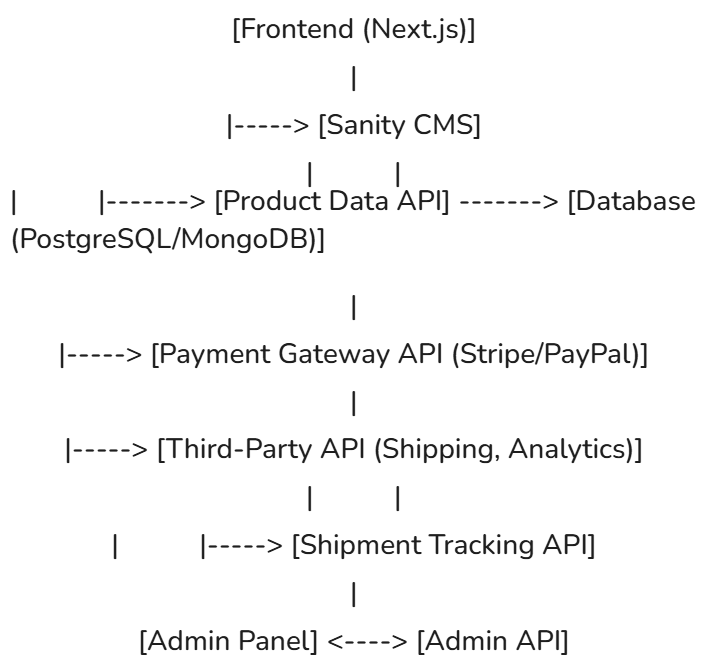 [Frontend (Next.js)]
|
|-----> [Sanity CMS]
| |
| |-------> [Product Data API] -------> [Database
(PostgreSQL/MongoDB)]
|
|-----> [Payment Gateway API (Stripe/PayPal)]
|
|-----> [Third-Party API (Shipping, Analytics)]
| |
| |-----> [Shipment Tracking API]
|
[Admin Panel] <----> [Admin API]